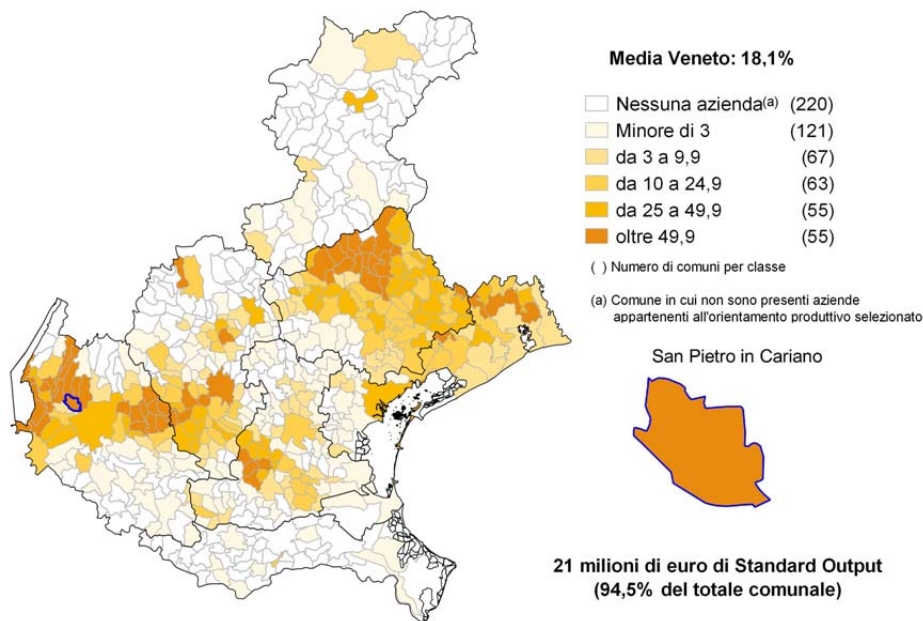 Media Veneto: 18,1%
Nessuna azienda(a) (220)
Minore di 3 (121)
da 3 a 9,9 (67)
da 10 a 24,9 (63)
da 25 a 49,9 (55)
oltre 49,9 (55)
( ) Numero di comuni per classe
(a) Comune in cui non sono presenti aziende
appartenenti all'orientamento produttivo selezionato
San Pietro in Cariano
21 milioni di euro di Standard Output
(94,5% del totale comunale)